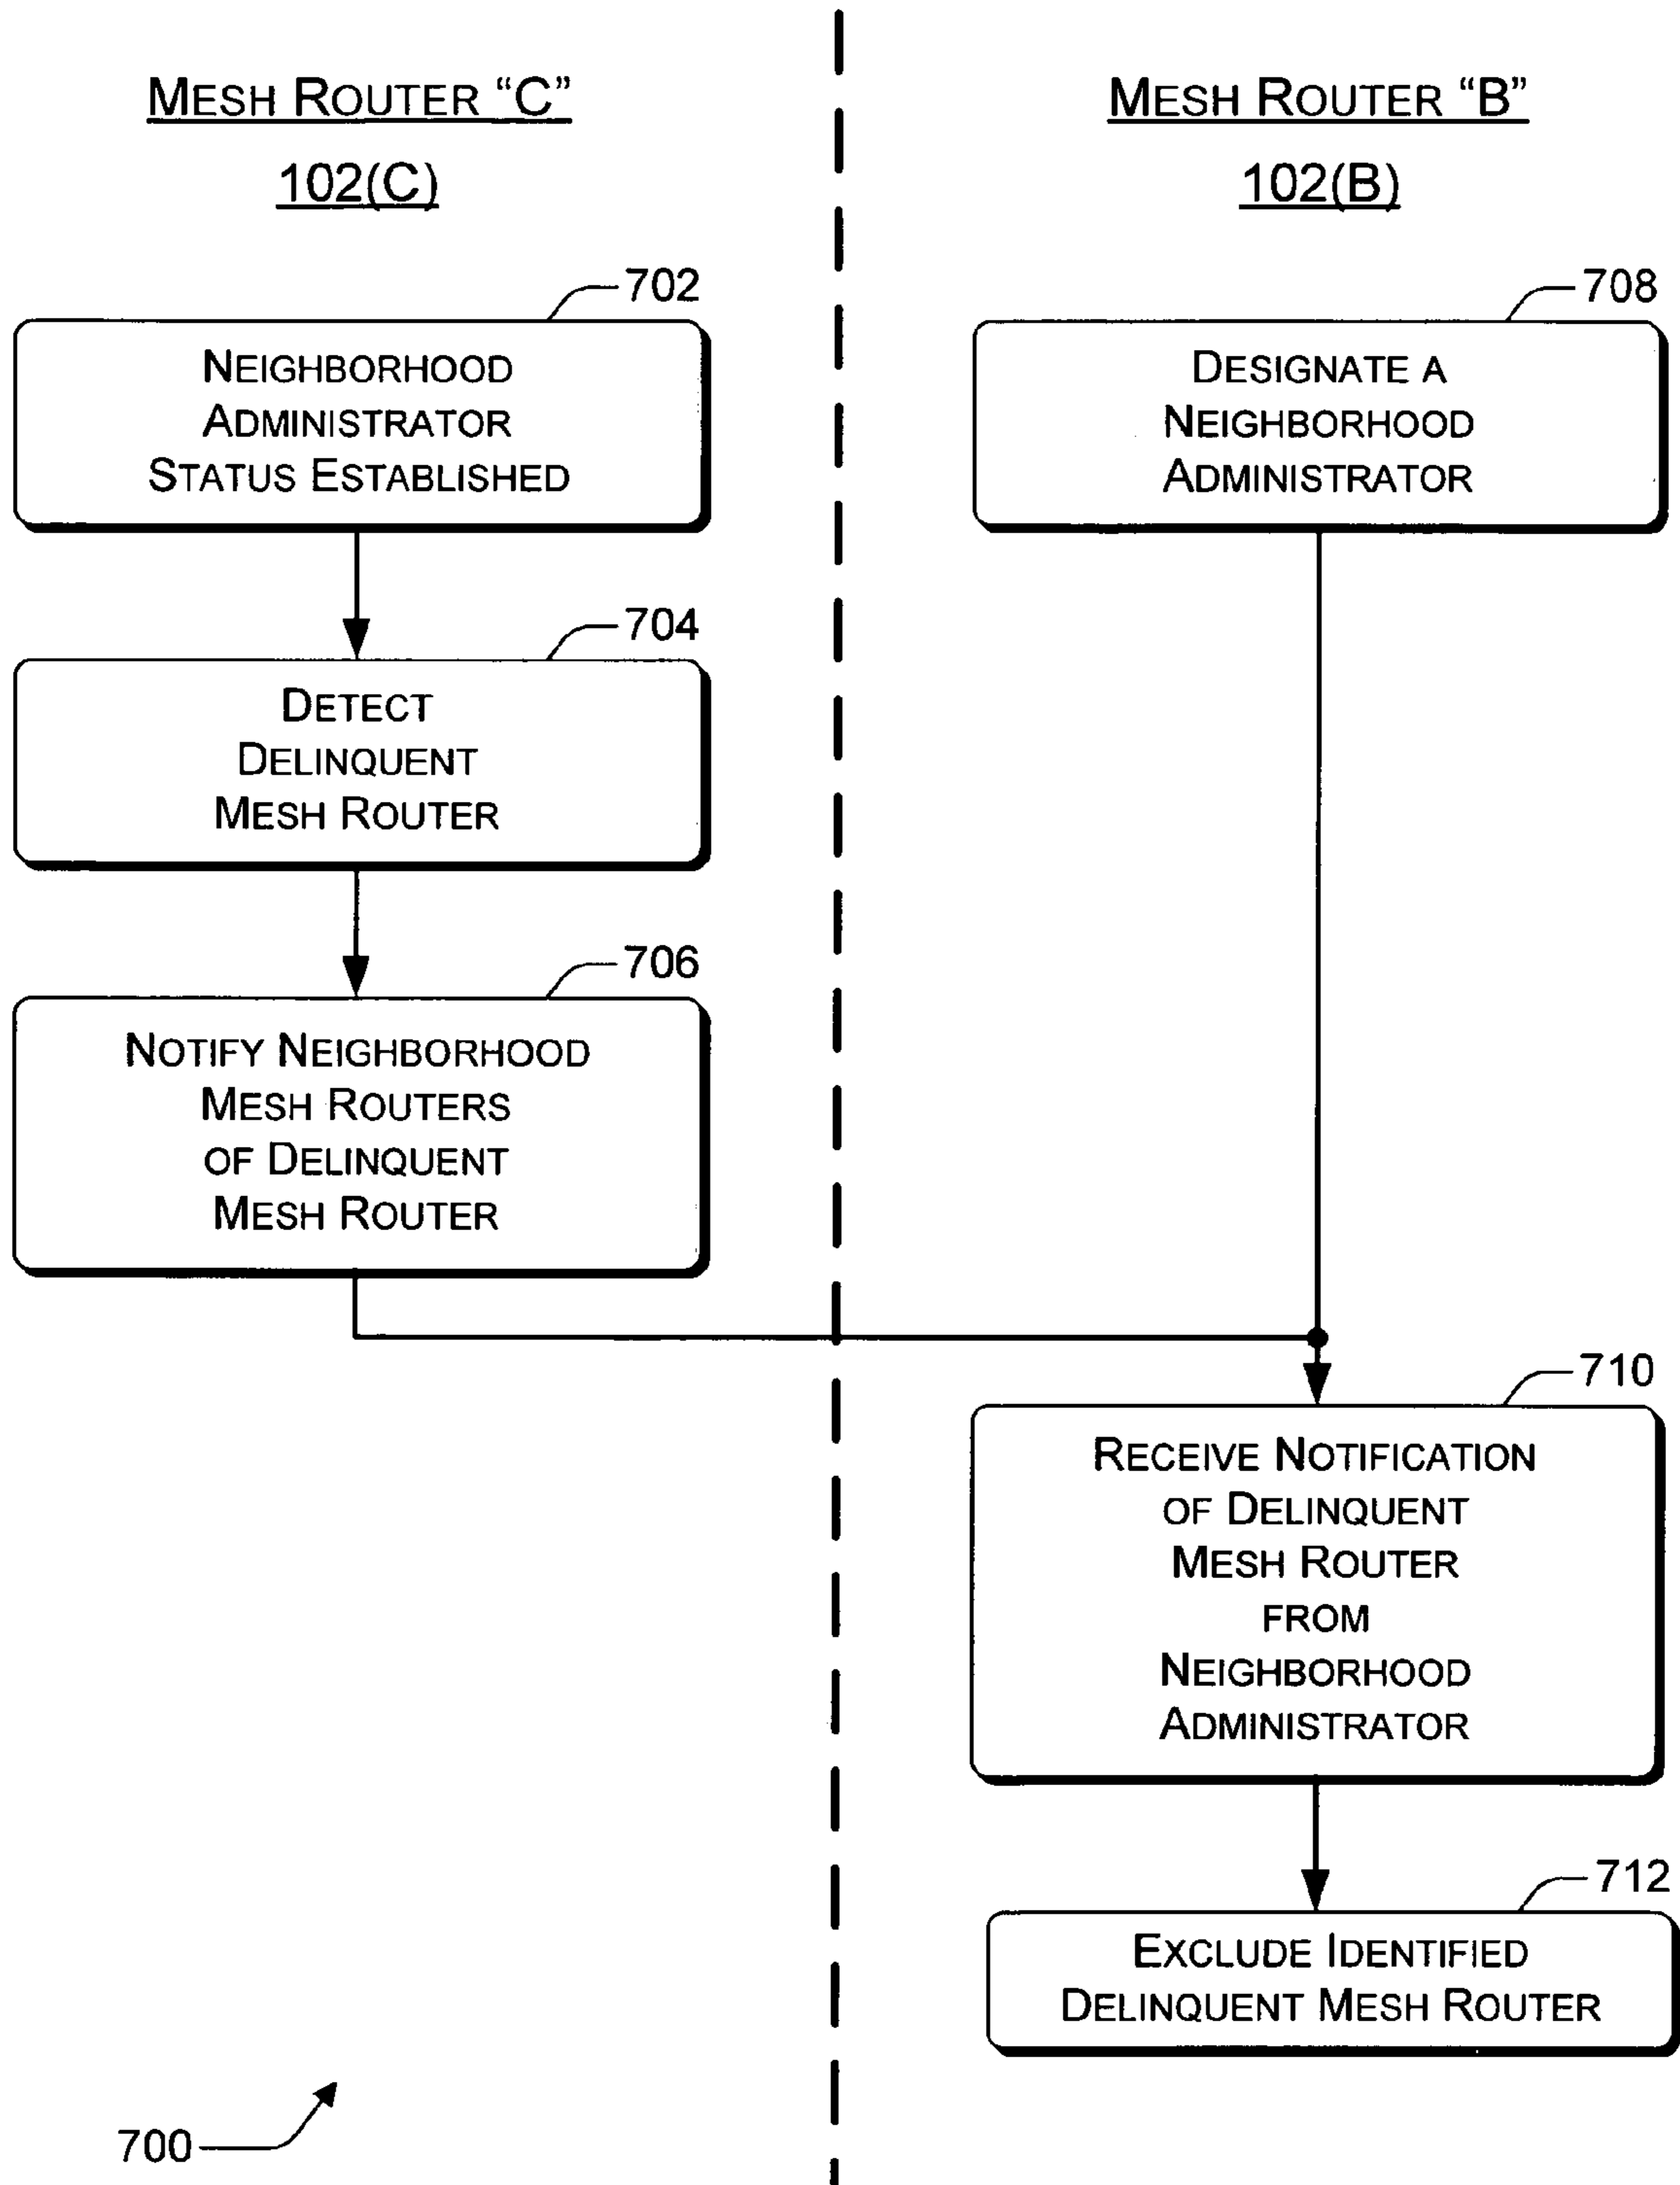 MESH ROUTER “C”
102(C)
702
NEIGHBORHOOD
ADMINISTRATOR
STATUS ESTABLISHED
704
DETECT
DELINQUENT
MESH ROUTER
706
NOTIFY NEIGHBORHOOD
MESH ROUTERS
OF DELINQUENT
MESH ROUTER
MESH ROUTER “B”
102(B)
708
DESIGNATE A
NEIGHBORHOOD
ADMINISTRATOR
710
RECEIVE NOTIFICATION
OF DELINQUENT
MESH ROUTER
FROM
NEIGHBORHOOD
ADMINISTRATOR
712
EXCLUDE IDENTIFIED
DELINQUENT MESH ROUTER
700